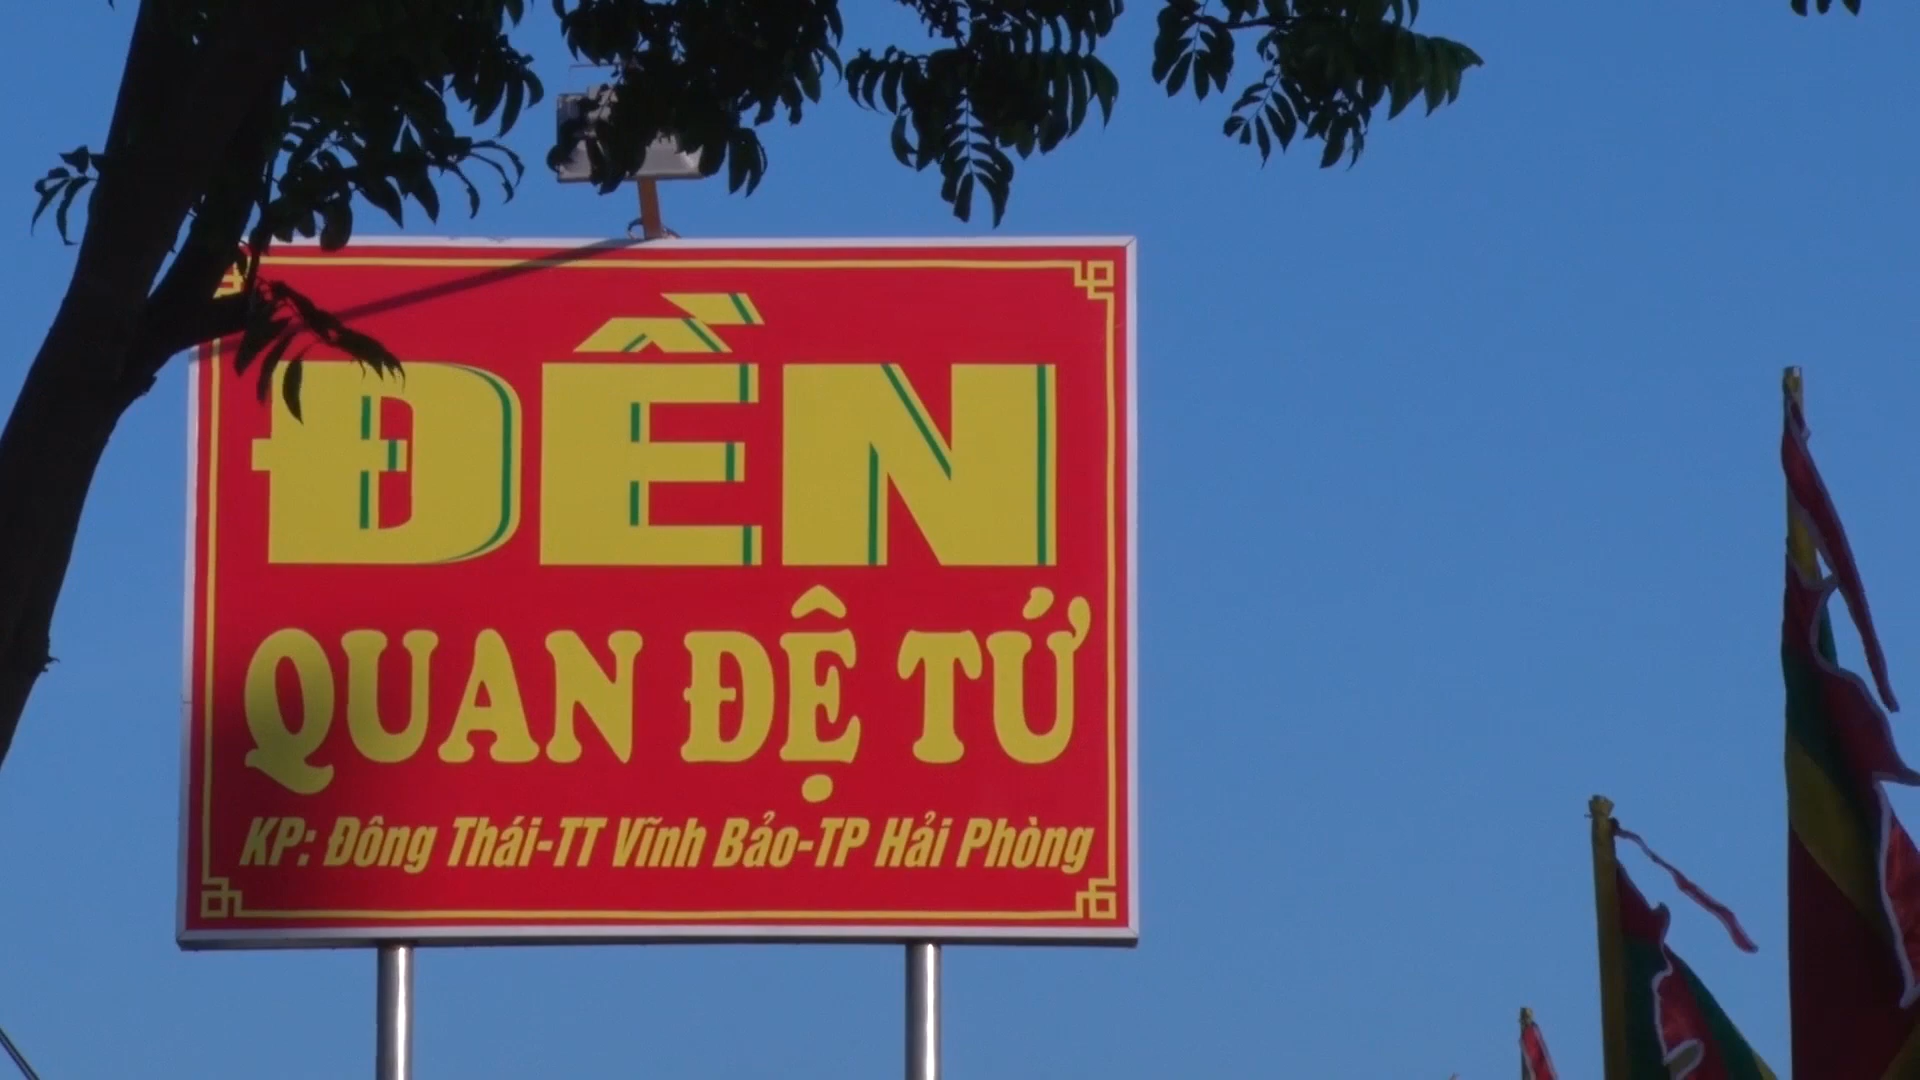 ĐỀN
QUAN ĐỆ TỨ
KP: Đông Thái-TT Vĩnh Bảo-TP Hải Phòng